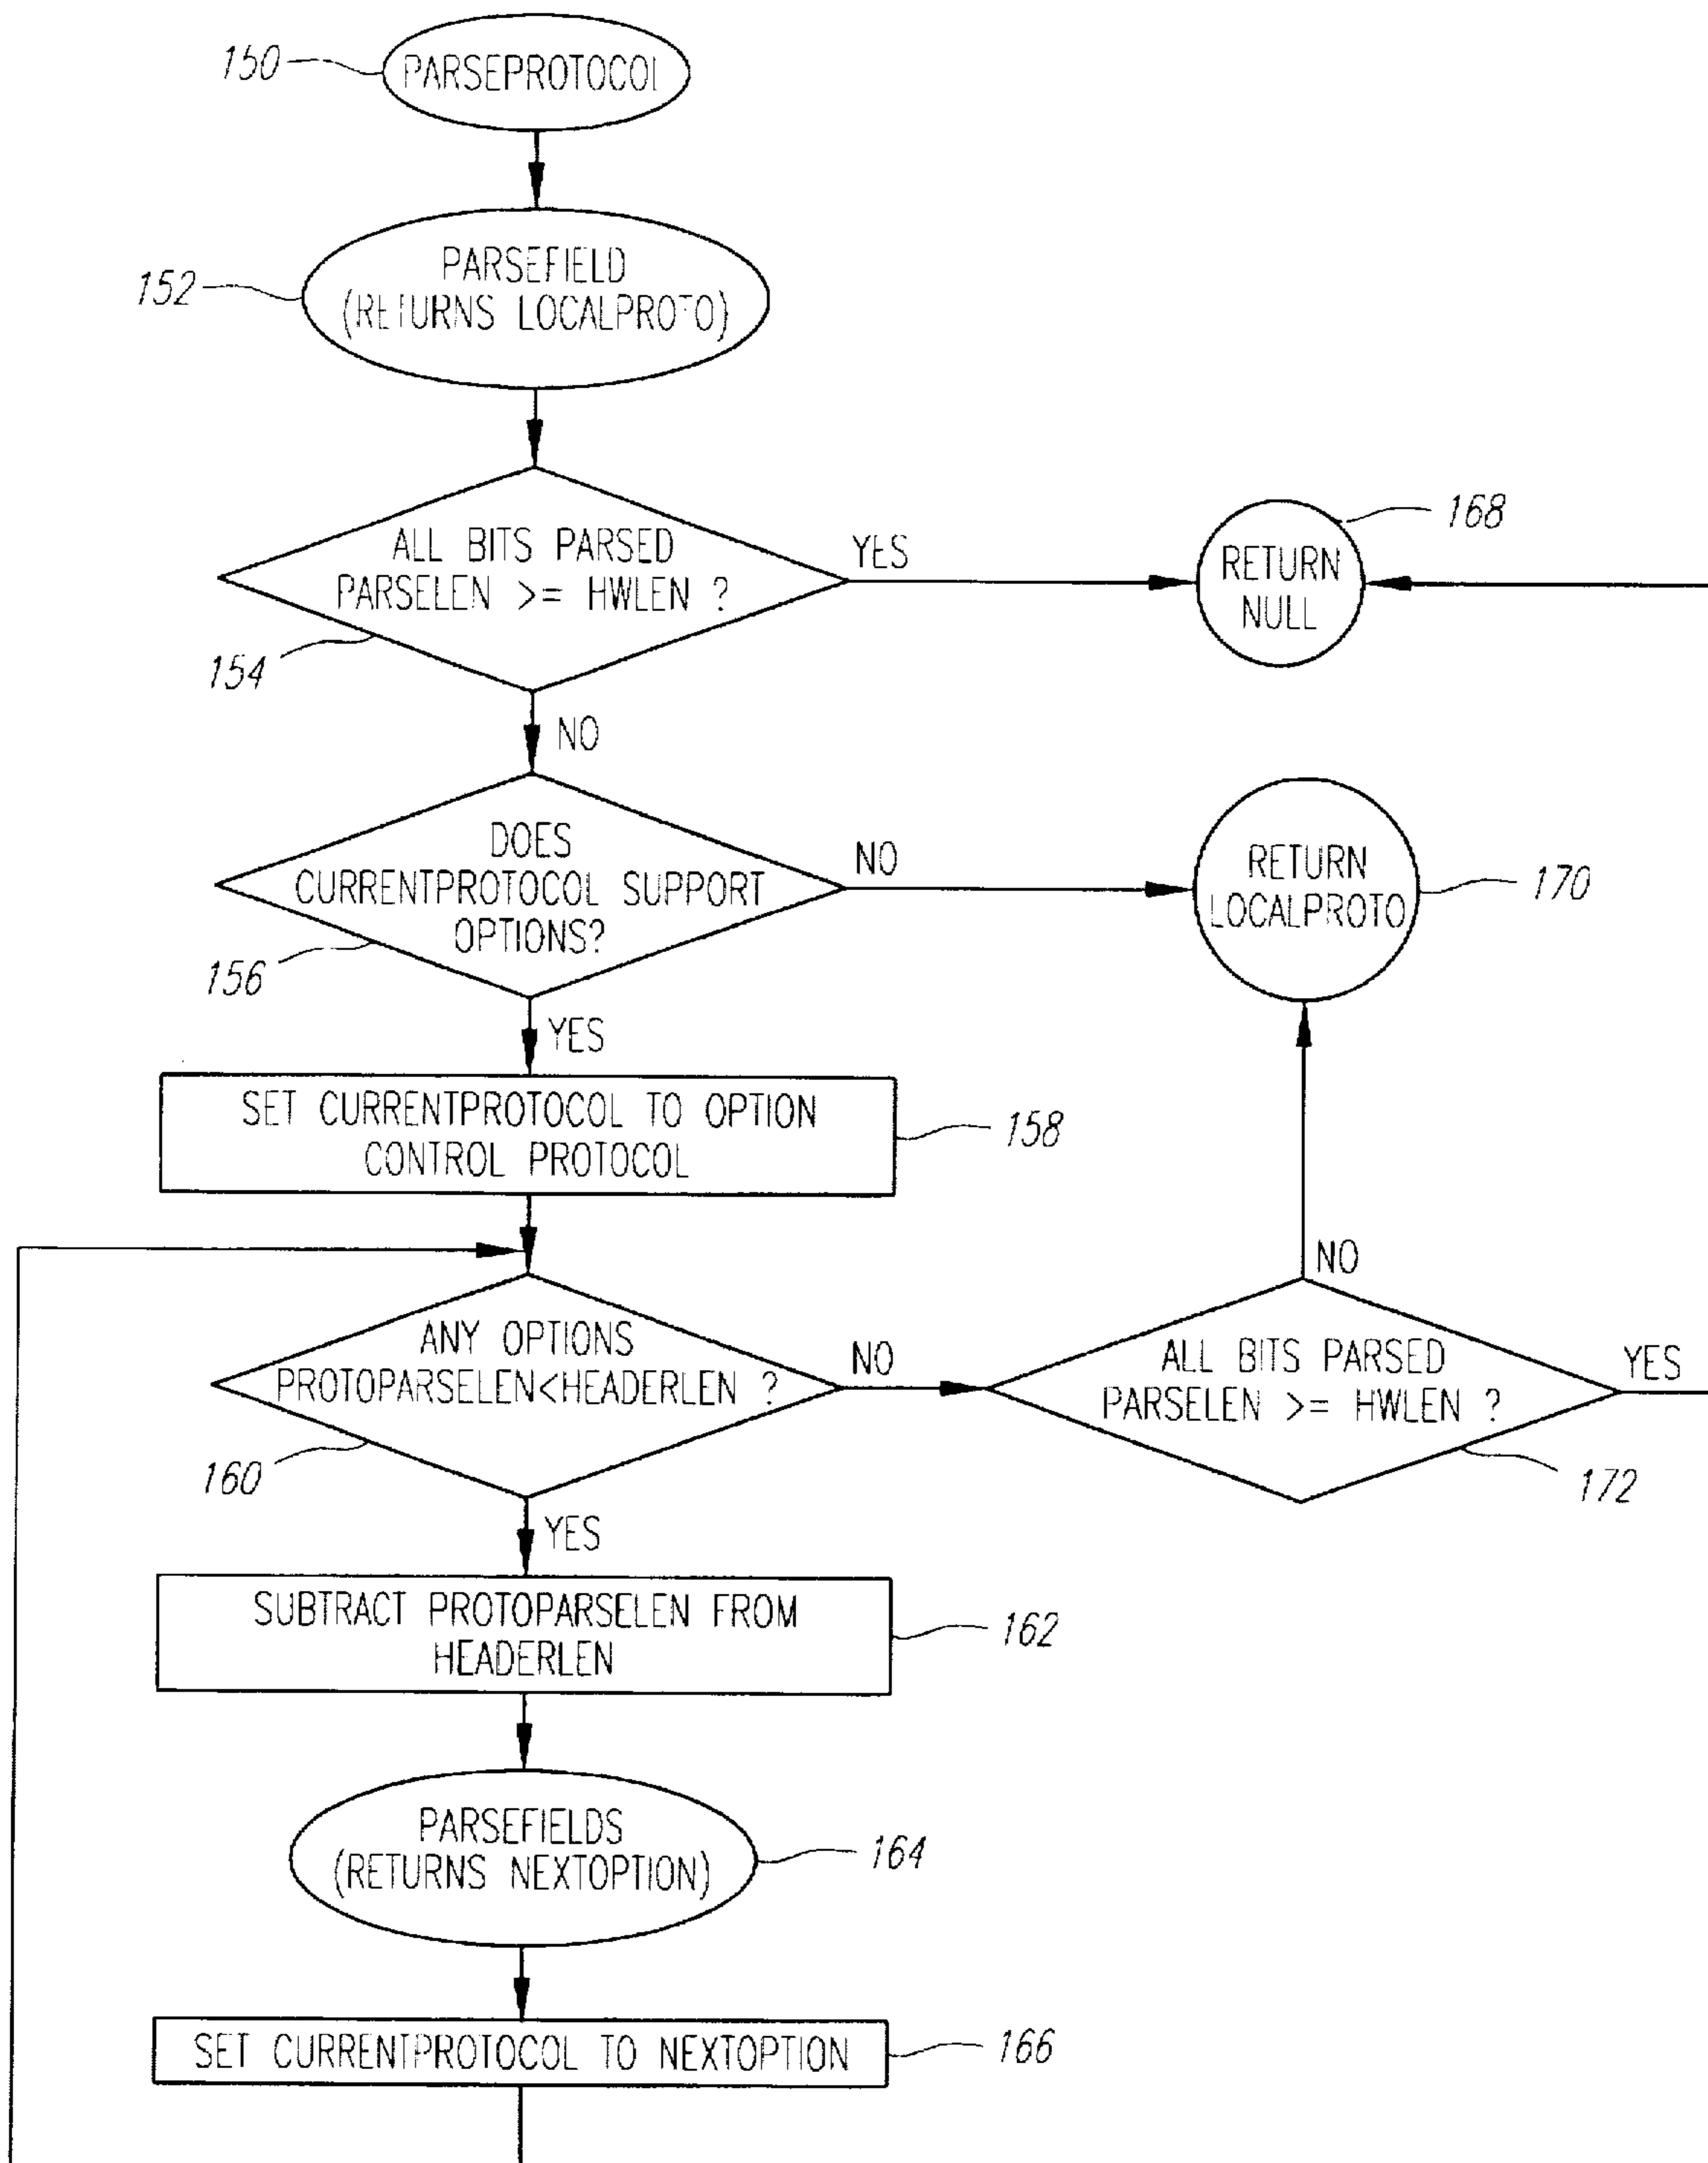 150
PARSEPROTOCOL
152
PARSEFIELD
(RETURNS LOCALPROTO)
ALL BITS PARSED
PARSELEN >= HWLEN ?
154
YES
168
RETURN
NULL
NO
DOES
CURRENTPROTOCOL SUPPORT
OPTIONS?
156
NO
RETURN
LOCALPROTO
170
YES
SET CURRENTPROTOCOL TO OPTION
CONTROL PROTOCOL
158
ANY OPTIONS
PROTOPARSELEN<HEADERLEN ?
160
NO
NO
ALL BITS PARSED
PARSELEN >= HWLEN ?
YES
172
YES
SUBTRACT PROTOPARSELEN FROM
HEADERLEN
162
PARSEFIELDS
(RETURNS NEXTOPTION)
164
SET CURRENTPROTOCOL TO NEXTOPTION
166